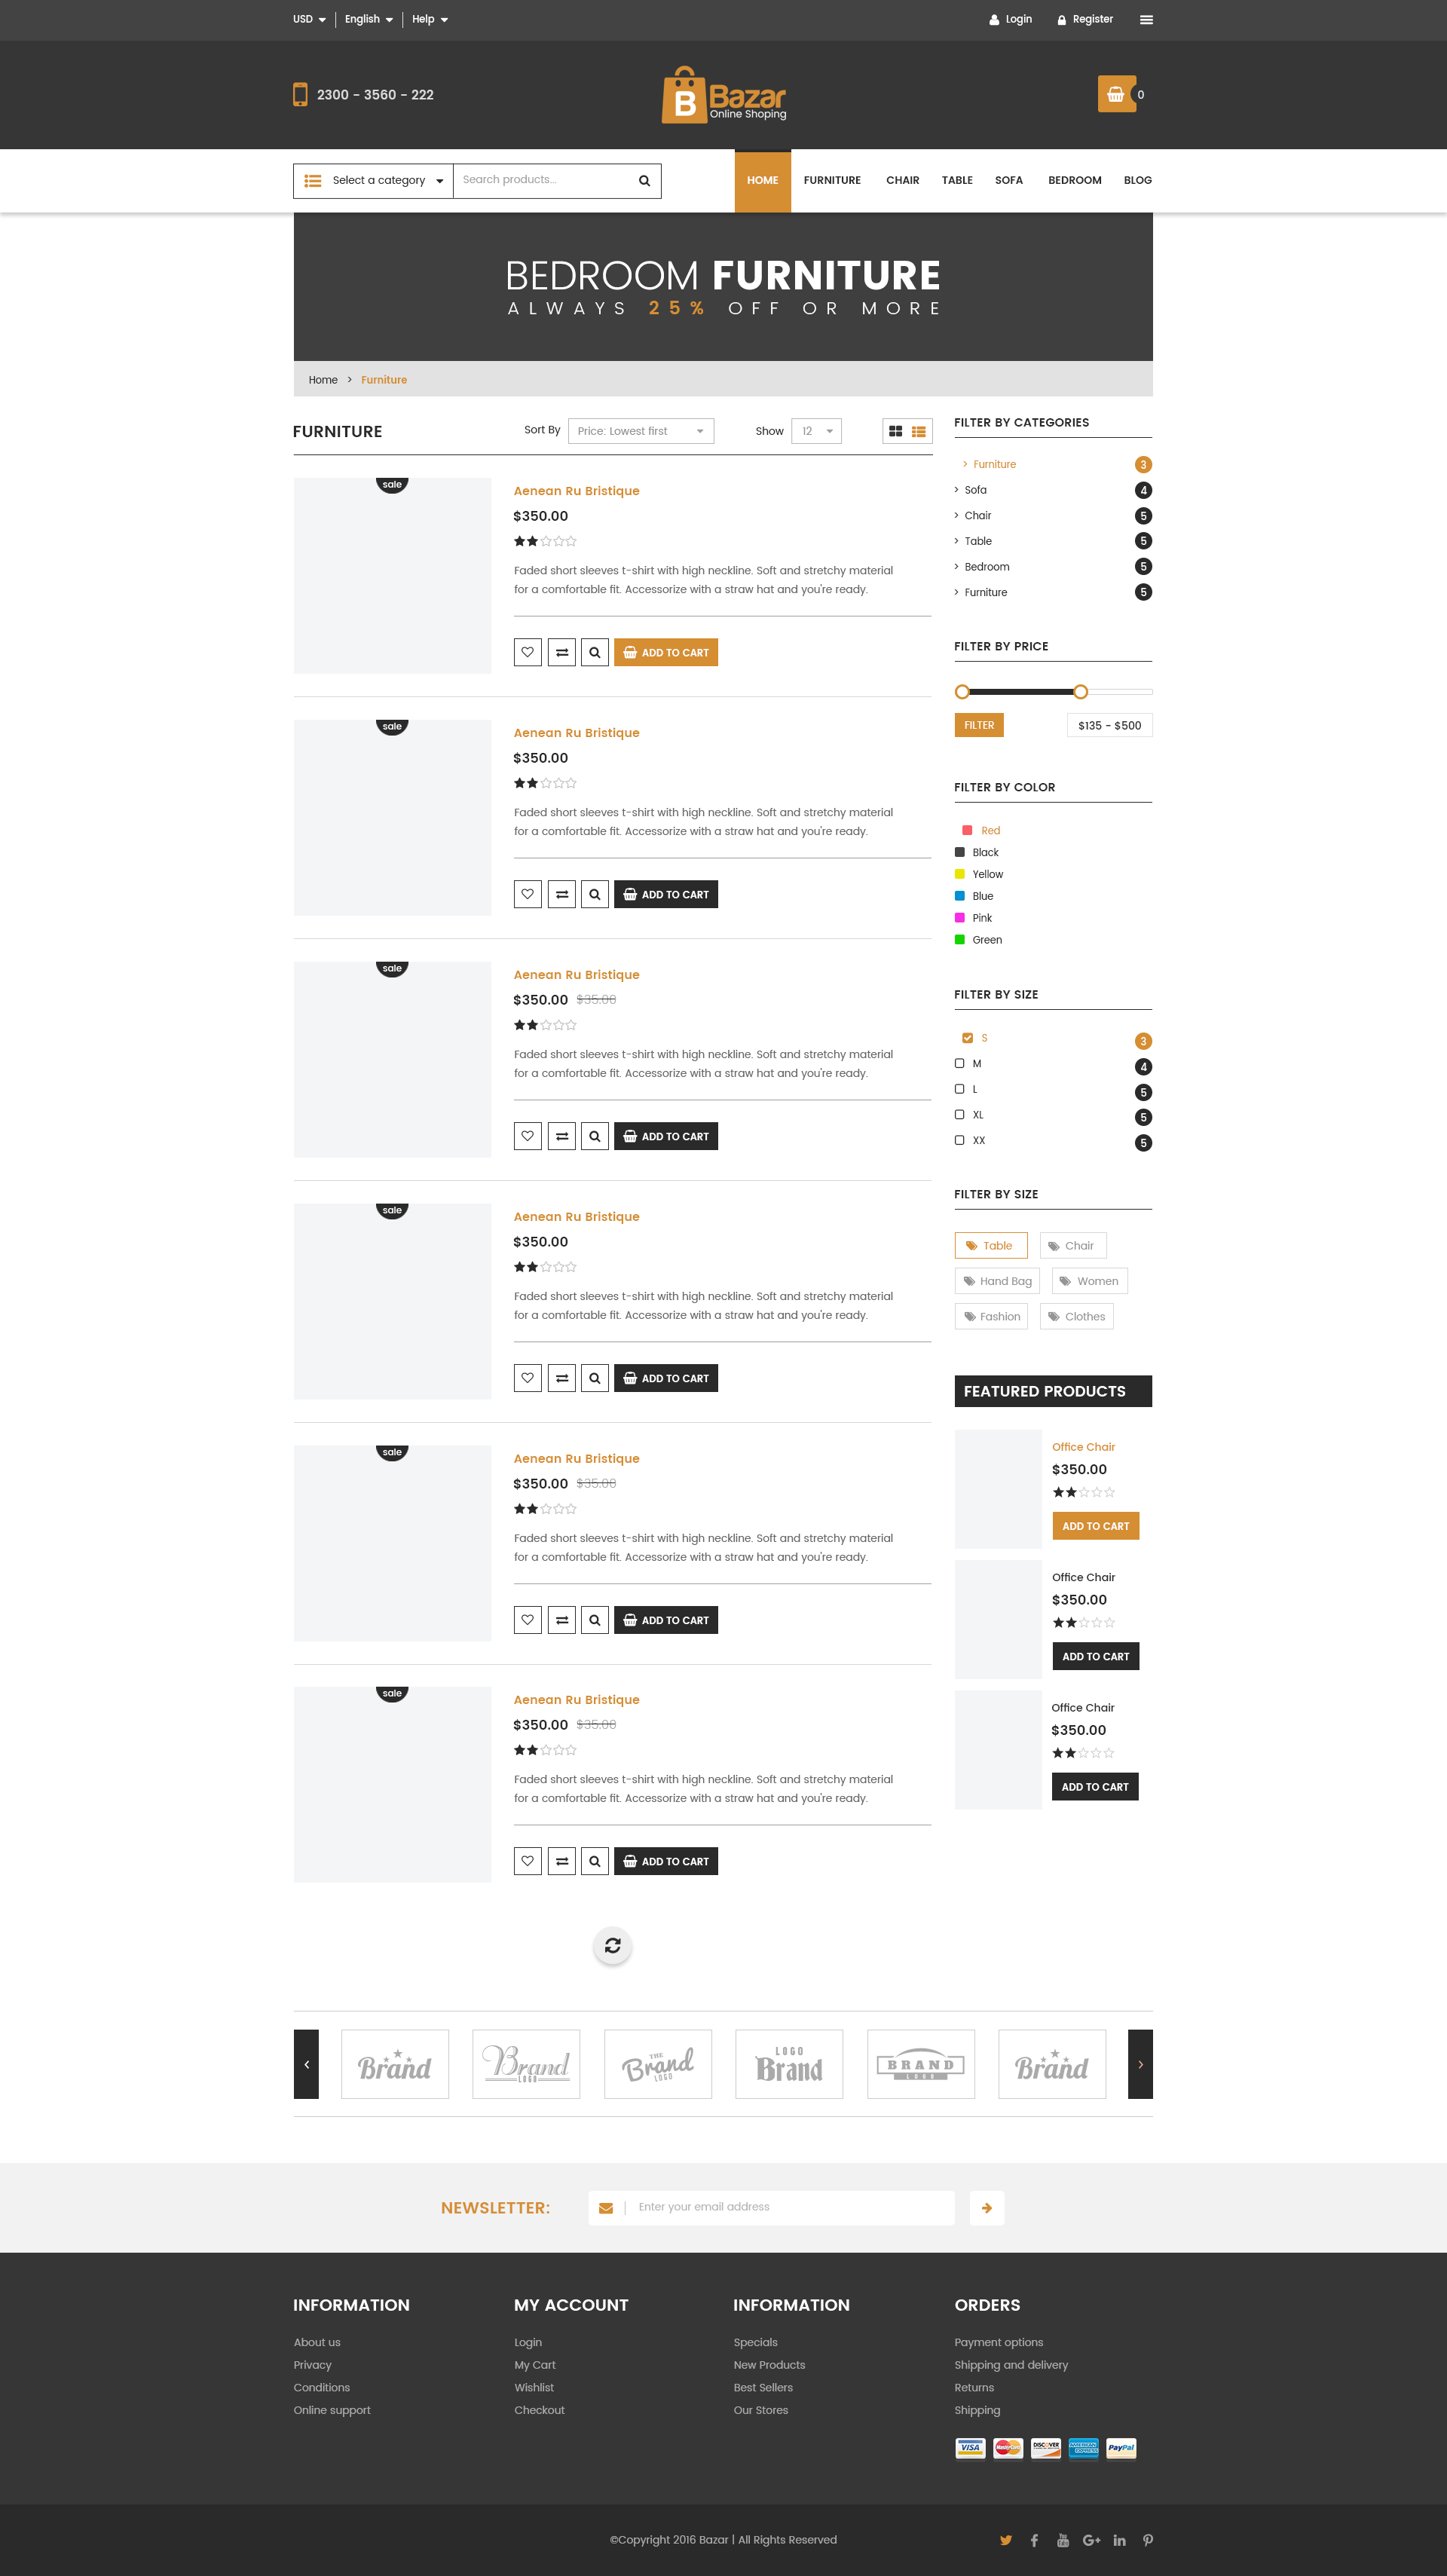 USD English Help Login Register
2300 - 3560 - 222
B Bazar
Online Shoping
0
Select a category Search products...
HOME FURNITURE CHAIR TABLE SOFA BEDROOM BLOG
BEDROOM FURNITURE
ALWAYS 25% OFF OR MORE
Home > Furniture
FURNITURE
Sort By Price: Lowest first Show 12
sale
Aenean Ru Bristique
$350.00
Faded short sleeves t-shirt with high neckline. Soft and stretchy material
for a comfortable fit. Accessorize with a straw hat and you're ready.
ADD TO CART
sale
Aenean Ru Bristique
$350.00
Faded short sleeves t-shirt with high neckline. Soft and stretchy material
for a comfortable fit. Accessorize with a straw hat and you're ready.
ADD TO CART
sale
Aenean Ru Bristique
$350.00 $35.00
Faded short sleeves t-shirt with high neckline. Soft and stretchy material
for a comfortable fit. Accessorize with a straw hat and you're ready.
ADD TO CART
sale
Aenean Ru Bristique
$350.00
Faded short sleeves t-shirt with high neckline. Soft and stretchy material
for a comfortable fit. Accessorize with a straw hat and you're ready.
ADD TO CART
sale
Aenean Ru Bristique
$350.00 $35.00
Faded short sleeves t-shirt with high neckline. Soft and stretchy material
for a comfortable fit. Accessorize with a straw hat and you're ready.
ADD TO CART
sale
Aenean Ru Bristique
$350.00 $35.00
Faded short sleeves t-shirt with high neckline. Soft and stretchy material
for a comfortable fit. Accessorize with a straw hat and you're ready.
ADD TO CART
FILTER BY CATEGORIES
> Furniture 3
> Sofa 4
> Chair 5
> Table 5
> Bedroom 5
> Furniture 5
FILTER BY PRICE
FILTER $135 - $500
FILTER BY COLOR
Red
Black
Yellow
Blue
Pink
Green
FILTER BY SIZE
S 3
M 4
L 5
XL 5
XX 5
FILTER BY SIZE
Table Chair
Hand Bag Women
Fashion Clothes
FEATURED PRODUCTS
Office Chair
$350.00
ADD TO CART
Office Chair
$350.00
ADD TO CART
Office Chair
$350.00
ADD TO CART
Brand
Brand LOGO
THE Brand LOGO
LOGO Brand
BRAND LOGO
Brand
NEWSLETTER: Enter your email address
INFORMATION
About us
Privacy
Conditions
Online support
MY ACCOUNT
Login
My Cart
Wishlist
Checkout
INFORMATION
Specials
New Products
Best Sellers
Our Stores
ORDERS
Payment options
Shipping and delivery
Returns
Shipping
VISA MasterCard DISCOVER AMERICAN EXPRESS PayPal
©Copyright 2016 Bazar | All Rights Reserved